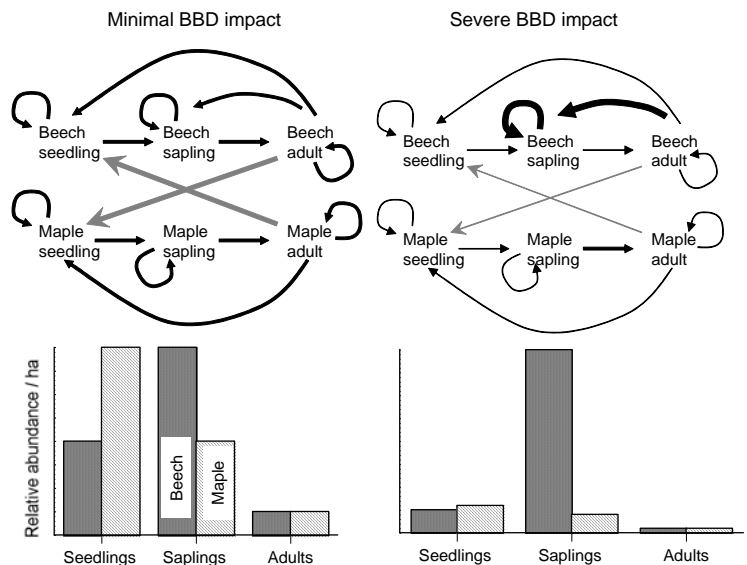 Minimal BBD impact
Severe BBD impact
Beech
seedling
Beech
sapling
Beech
adult
Maple
seedling
Maple
sapling
Maple
adult
Beech
seedling
Beech
sapling
Beech
adult
Maple
seedling
Maple
sapling
Maple
adult
Relative abundance / ha
Beech
Maple
Seedlings
Saplings
Adults
Seedlings
Saplings
Adults